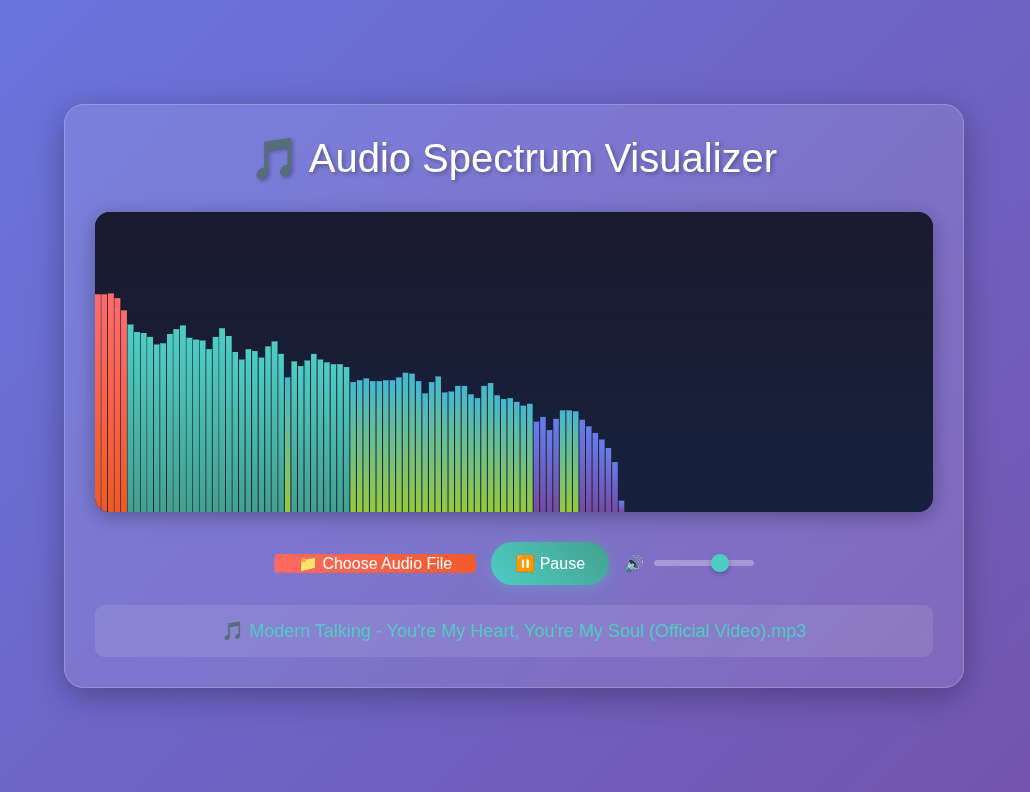 🎵 Audio Spectrum Visualizer
📁 Choose Audio File
⏸️ Pause
🔊
🎵 Modern Talking - You're My Heart, You're My Soul (Official Video).mp3